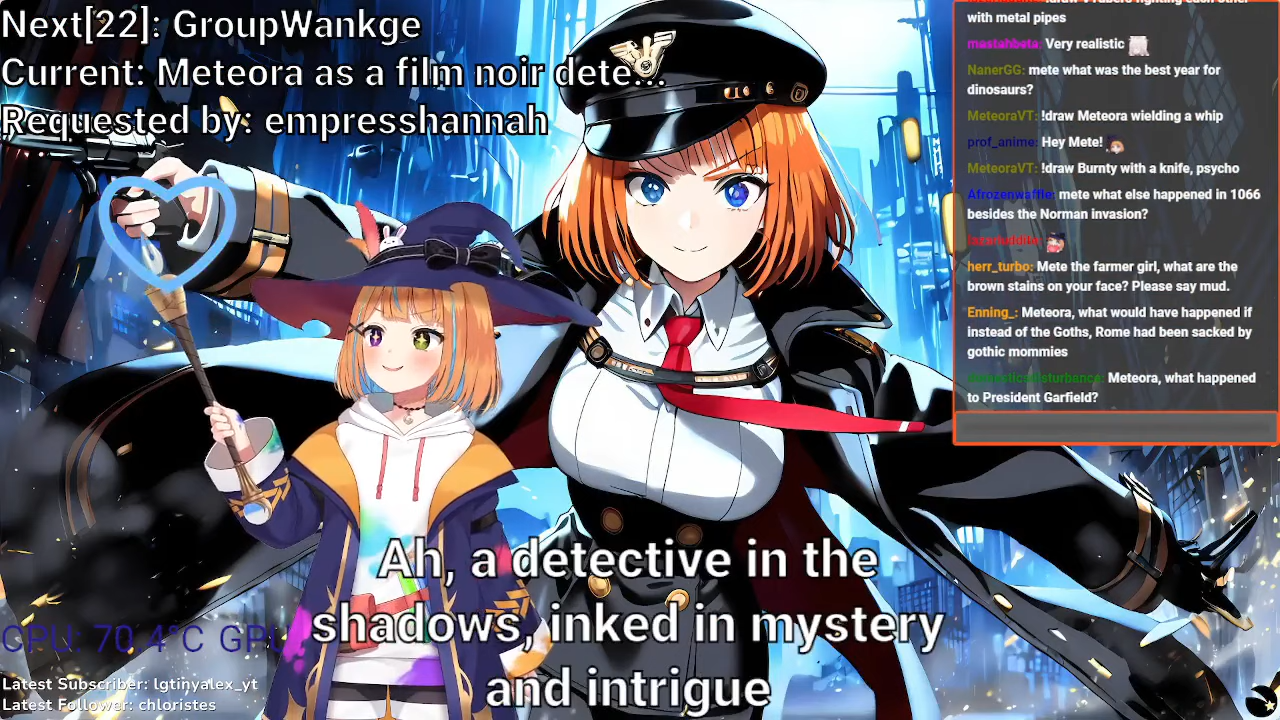 Next[22]: GroupWankge
Current: Meteora as a film noir dete...
Requested by: empresshannah
with metal pipes
mastahbeta: Very realistic
NanerGG: mete what was the best year for
dinosaurs?
MeteoraVT: !draw Meteora wielding a whip
prof_anime: Hey Mete!
MeteoraVT: !draw Burnty with a knife, psycho
Afrozenwaffle: mete what else happened in 1066
besides the Norman invasion?
herr_turbo: Mete the farmer girl, what are the
brown stains on your face? Please say mud.
Enning_: Meteora, what would have happened if
instead of the Goths, Rome had been sacked by
gothic mommies
Meteora, what happened
to President Garfield?
Ah, a detective in the
shadows, inked in mystery
and intrigue
CPU: 70.4°C GPU
Latest Subscriber: lgtinyalex_yt
Latest Follower: chloristes